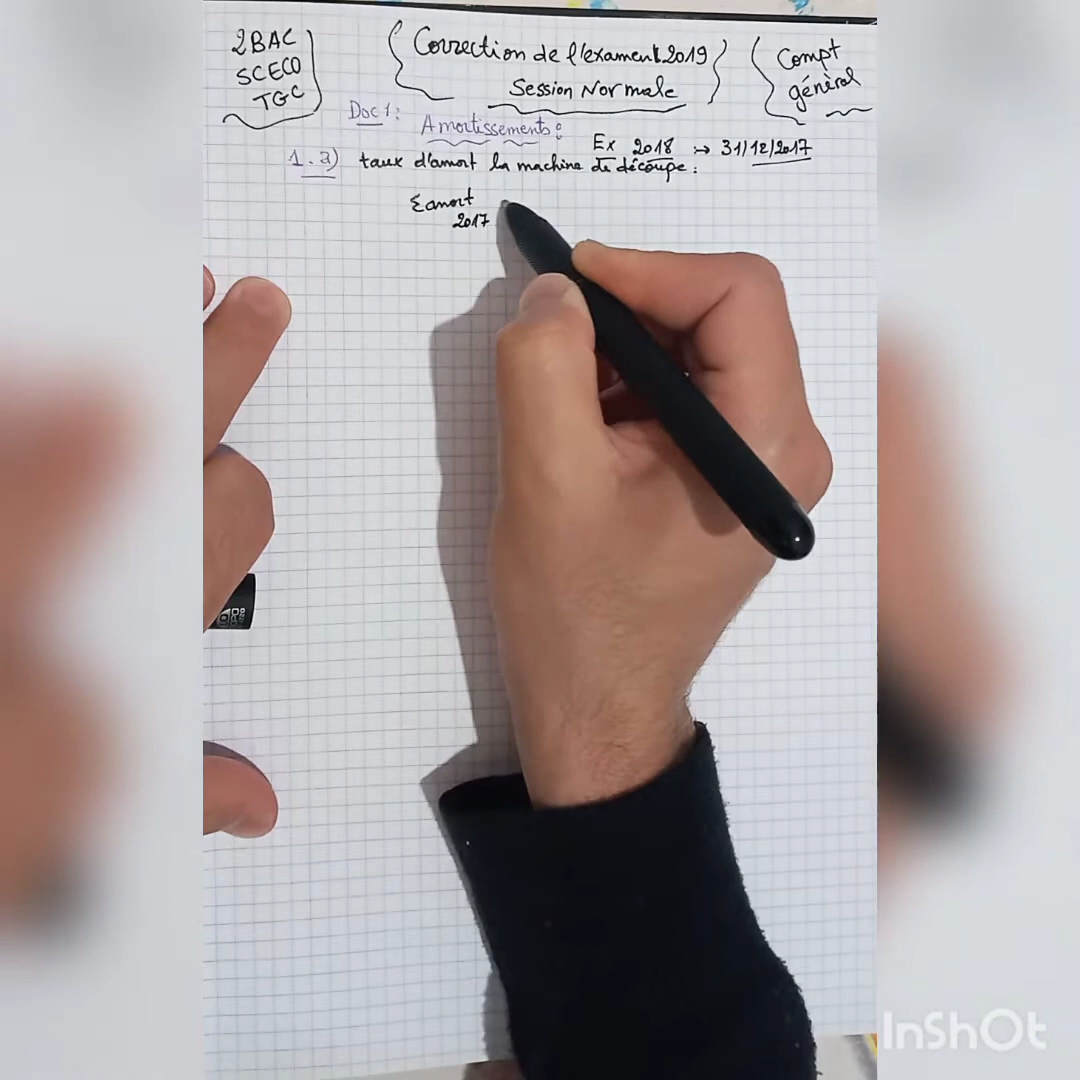 2BAC
SCECO
TGC
Correction de l'examen 2019
Session Normale
Compt
général
Doc 1:
Amortissements:
Ex 2018 → 31/12/2017
1.a) taux d'amort la machine de découpe :
Σamort
2017
InShOt